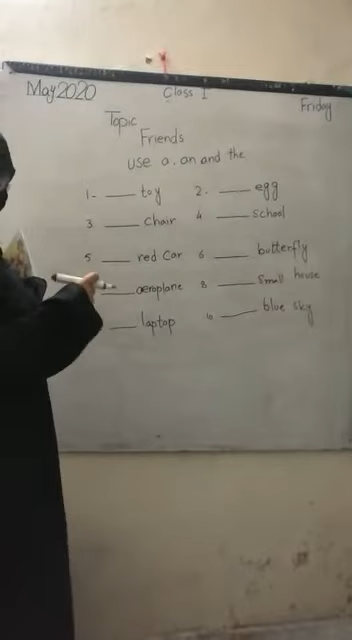 May2020 Class I Friday
Topic
Friends
use a. an and the
1- ___ toy 2. ___ egg
3 ___ Chair 4 ___ school
5 ___ red Car 6 ___ butterfly
___ aeroplane 8 ___ Small house
___ laptop 10 ___ blue sky